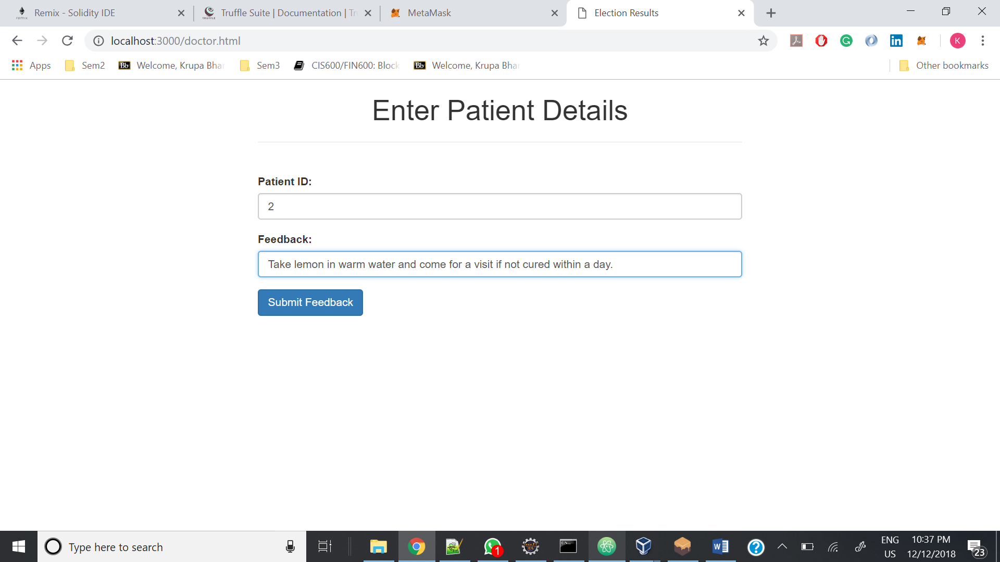 Remix - Solidity IDE
Truffle Suite | Documentation | Tr
MetaMask
Election Results
localhost:3000/doctor.html
K
Apps
Sem2
Welcome, Krupa Bhar
Sem3
CIS600/FIN600: Block
Welcome, Krupa Bhar
Other bookmarks
Enter Patient Details
Patient ID:
2
Feedback:
Take lemon in warm water and come for a visit if not cured within a day.
Submit Feedback
Type here to search
1
ENG
US
10:37 PM
12/12/2018
23